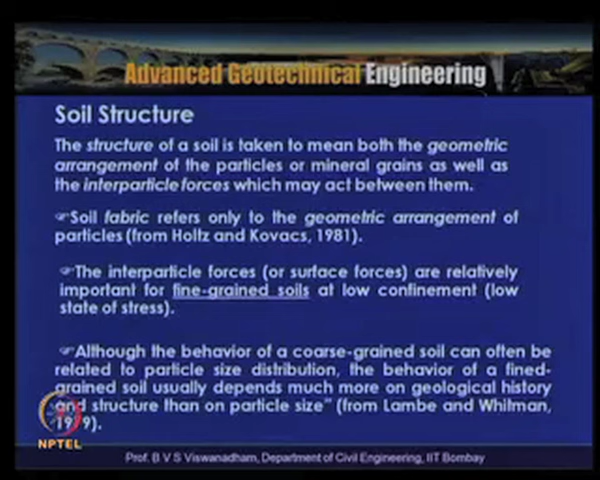 Advanced Geotechnical Engineering
Soil Structure
The structure of a soil is taken to mean both the geometric
arrangement of the particles or mineral grains as well as
the interparticle forces which may act between them.
☞Soil fabric refers only to the geometric arrangement of
particles (from Holtz and Kovacs, 1981).
☞The interparticle forces (or surface forces) are relatively
important for fine-grained soils at low confinement (low
state of stress).
☞Although the behavior of a coarse-grained soil can often be
related to particle size distribution, the behavior of a fined-
grained soil usually depends much more on geological history
and structure than on particle size" (from Lambe and Whitman,
NPTEL
Prof. B V S Viswanadham, Department of Civil Engineering, IIT Bombay